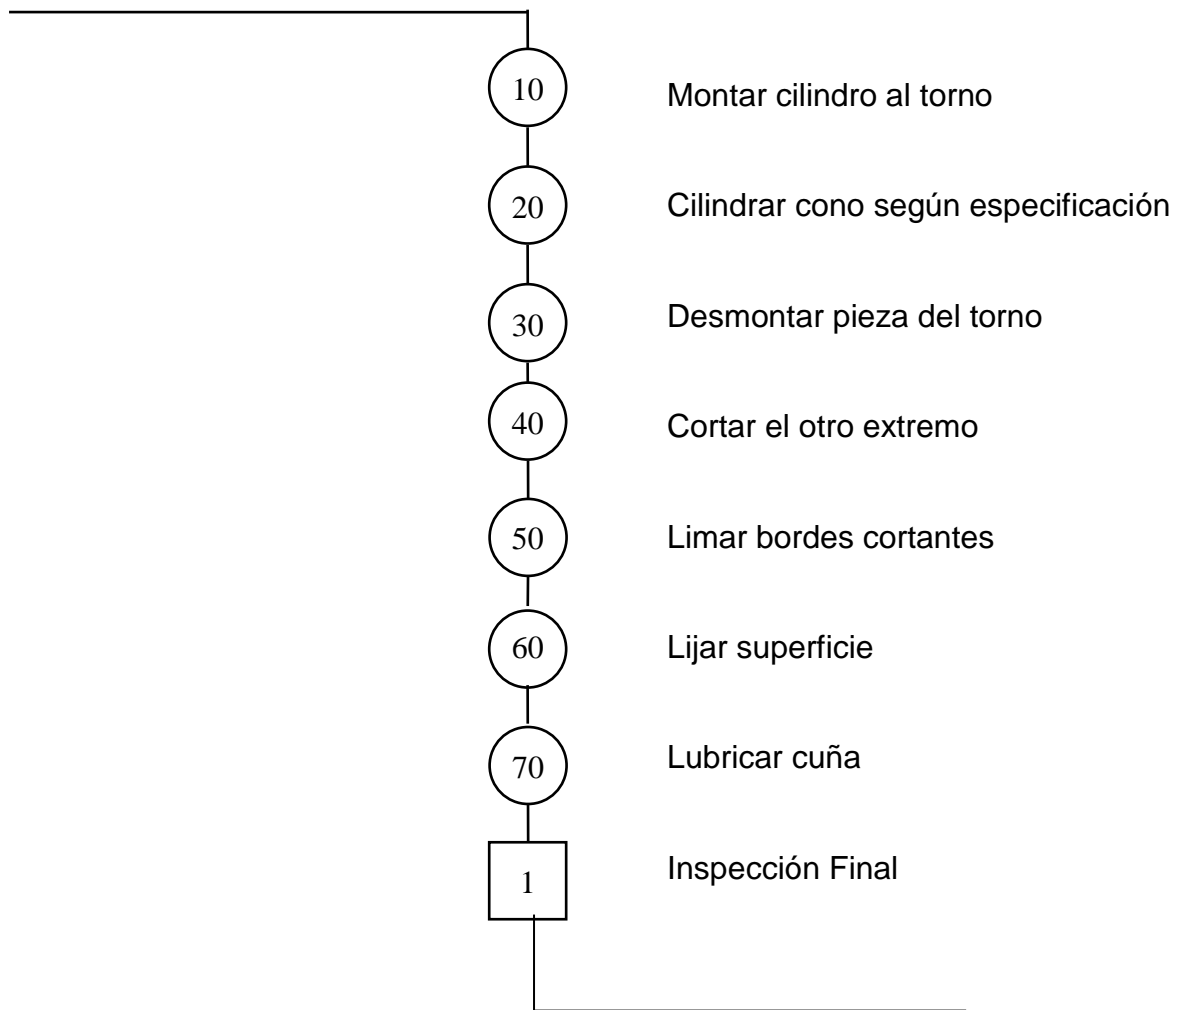 10 Montar cilindro al torno
20 Cilindrar cono según especificación
30 Desmontar pieza del torno
40 Cortar el otro extremo
50 Limar bordes cortantes
60 Lijar superficie
70 Lubricar cuña
1 Inspección Final